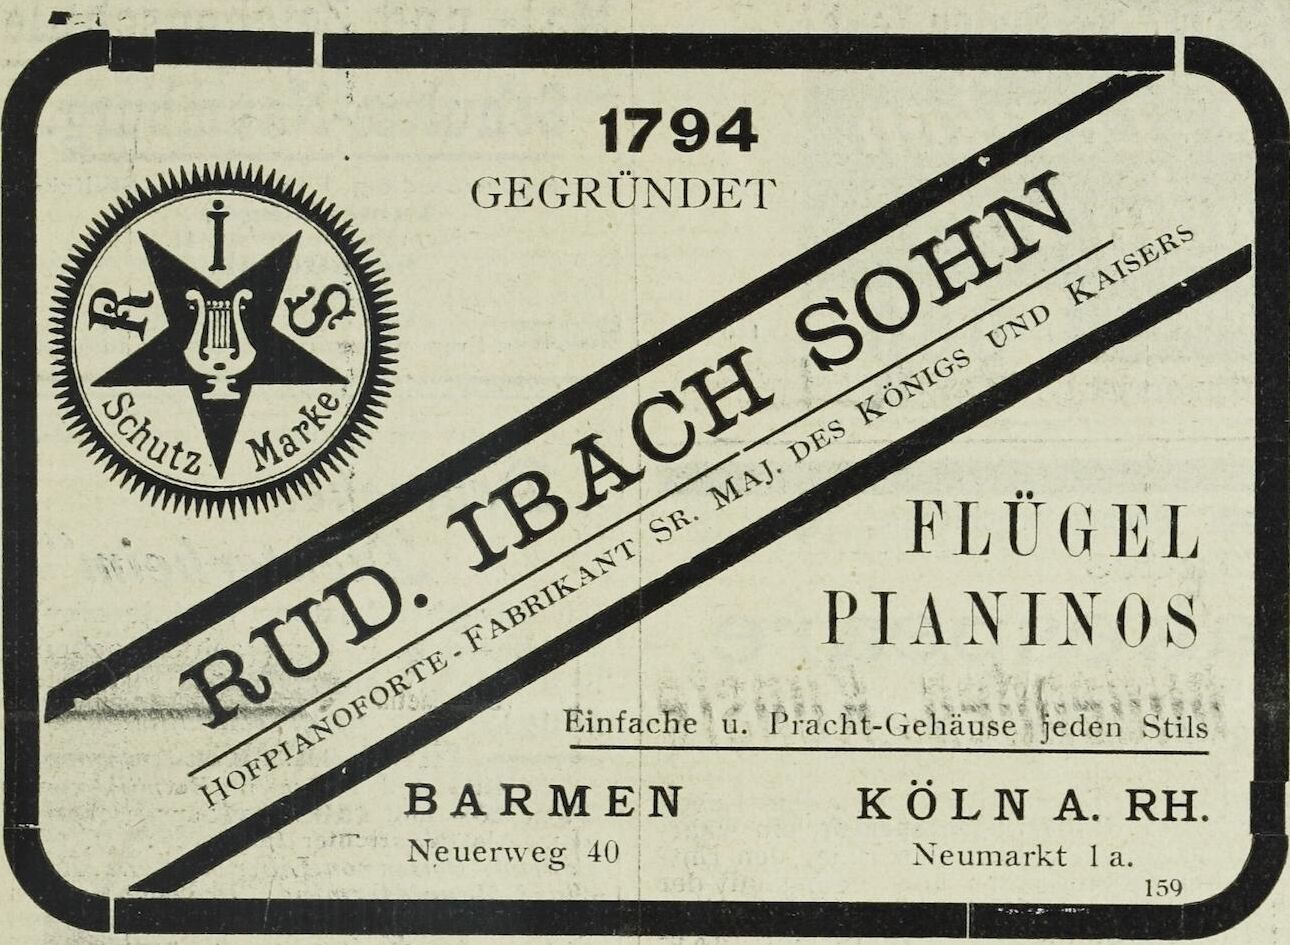 1794
GEGRÜNDET
R I S
Schutz Marke
RUD. IBACH SOHN
HOFPIANOFORTE-FABRIKANT SR. MAJ. DES KÖNIGS UND KAISERS
FLÜGEL
PIANINOS
Einfache u. Pracht-Gehäuse jeden Stils
BARMEN
Neuerweg 40
KÖLN A. RH.
Neumarkt 1 a.
159